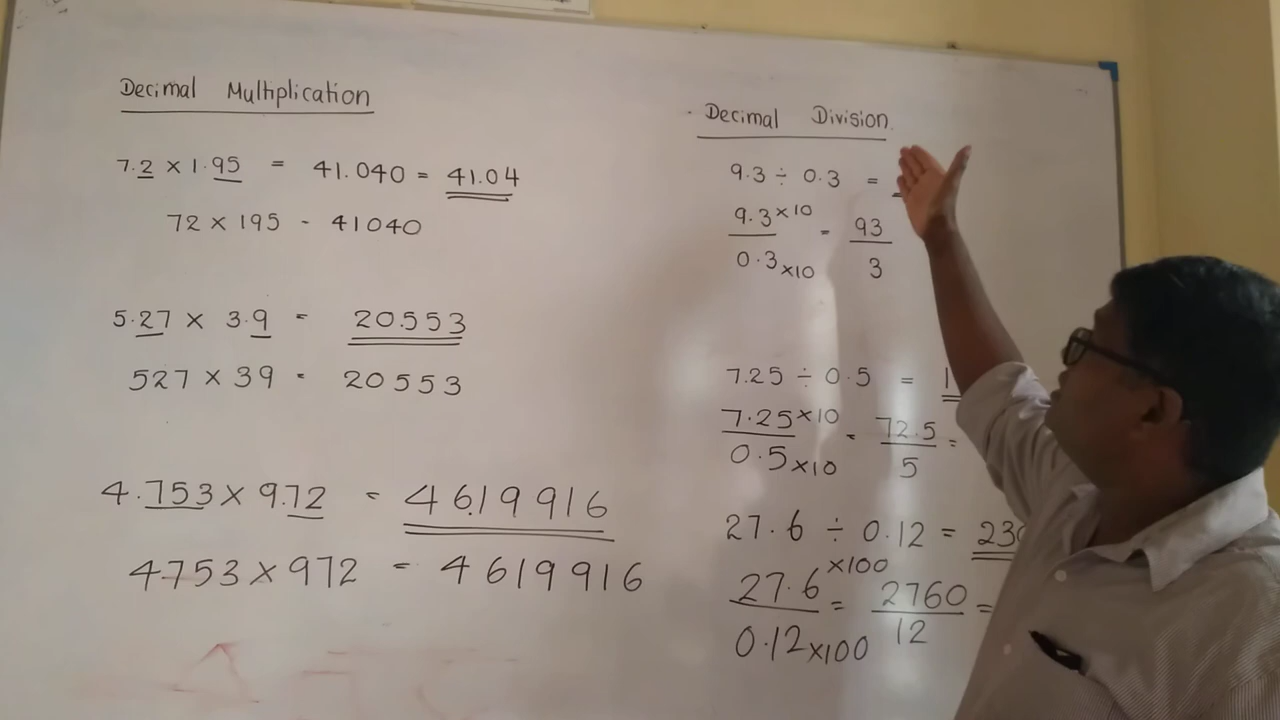 Decimal Multiplication
7.2 × 1.95 = 41.040 = 41.04
72 × 195 - 41040
5.27 × 3.9 = 20.553
527 × 39 = 20553
4.753 × 9.72 = 46.19916
4753 × 972 = 4619916
Decimal Division
9.3 ÷ 0.3 =
9.3 ×10 = 93
0.3 ×10 3
7.25 ÷ 0.5 = 1
7.25 ×10 = 72.5 =
0.5 ×10 5
27.6 ÷ 0.12 = 23
27.6 ×100 = 2760 =
0.12 ×100 12